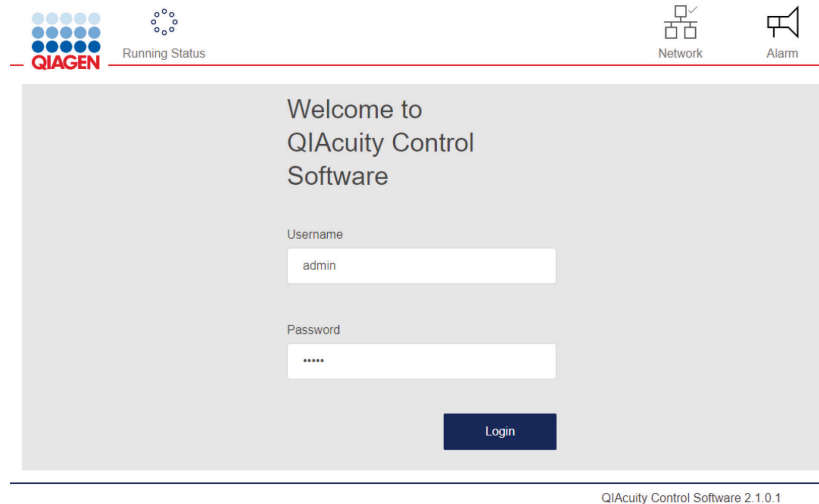 QIAGEN
Running Status
Network
Alarm
Welcome to
QIAcuity Control
Software
Username
admin
Password
•••••
Login
QIAcuity Control Software 2.1.0.1